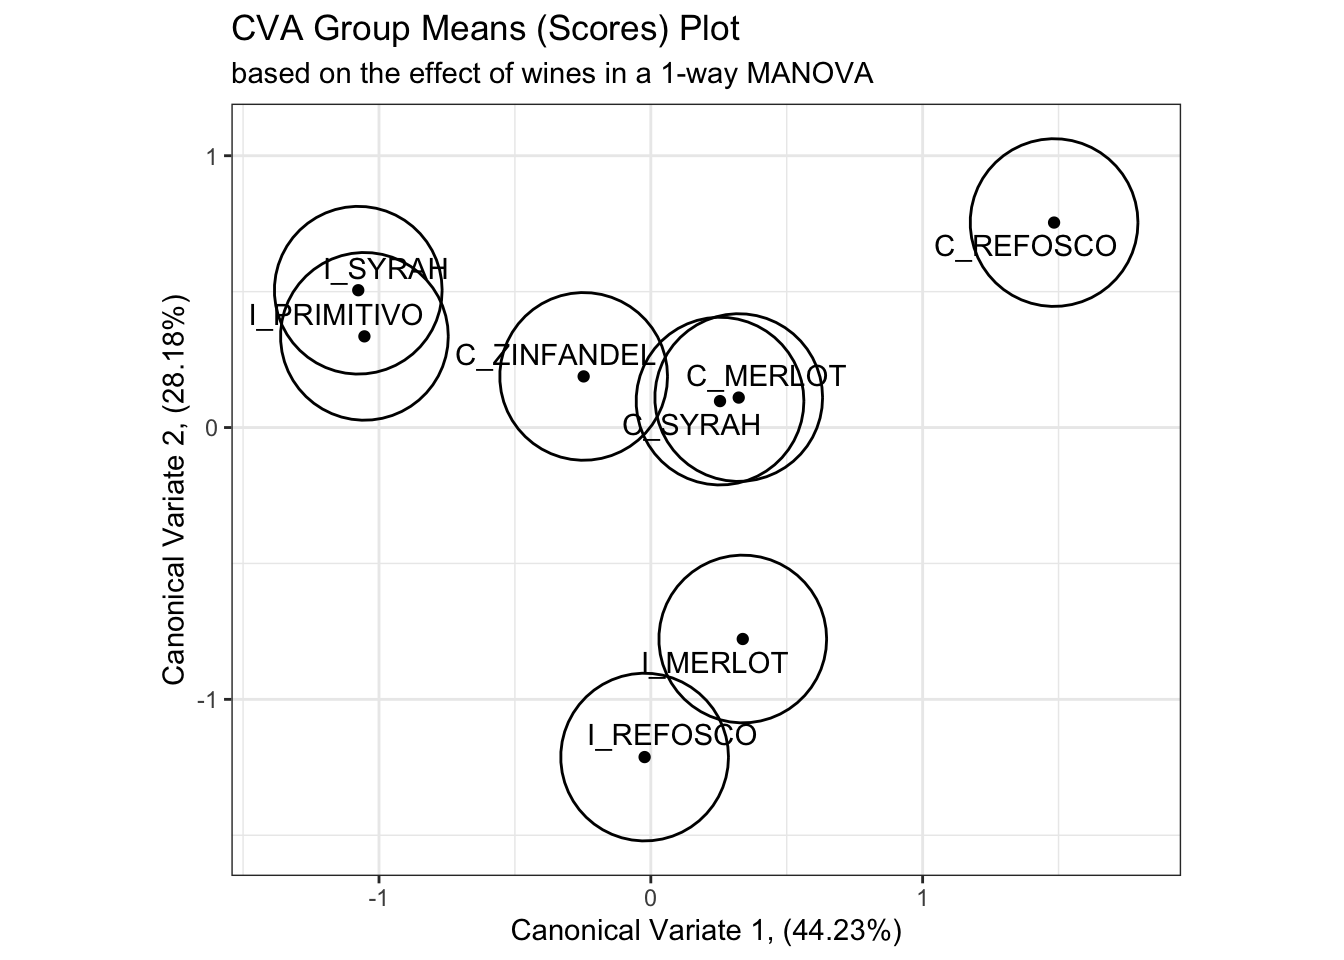 CVA Group Means (Scores) Plot
based on the effect of wines in a 1-way MANOVA
1
0
-1
Canonical Variate 2, (28.18%)
C_REFOSCO
I_SYRAH
I_PRIMITIVO
C_ZINFANDEL
C_MERLOT
C_SYRAH
I_MERLOT
I_REFOSCO
-1
0
1
Canonical Variate 1, (44.23%)